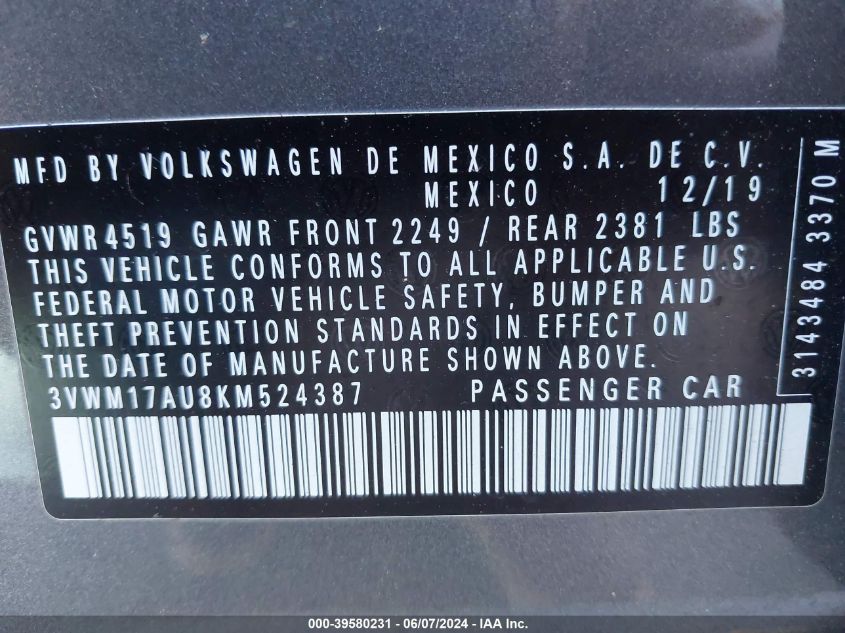 MFD BY VOLKSWAGEN DE MEXICO S.A. DE C.V.
MEXICO 12/19
GVWR4519 GAWR FRONT 2249 / REAR 2381 LBS
THIS VEHICLE CONFORMS TO ALL APPLICABLE U.S.
FEDERAL MOTOR VEHICLE SAFETY, BUMPER AND
THEFT PREVENTION STANDARDS IN EFFECT ON
THE DATE OF MANUFACTURE SHOWN ABOVE.
3VWM17AU8KM524387 PASSENGER CAR
3143484 3370 M
000-39580231 - 06/07/2024 - IAA Inc.